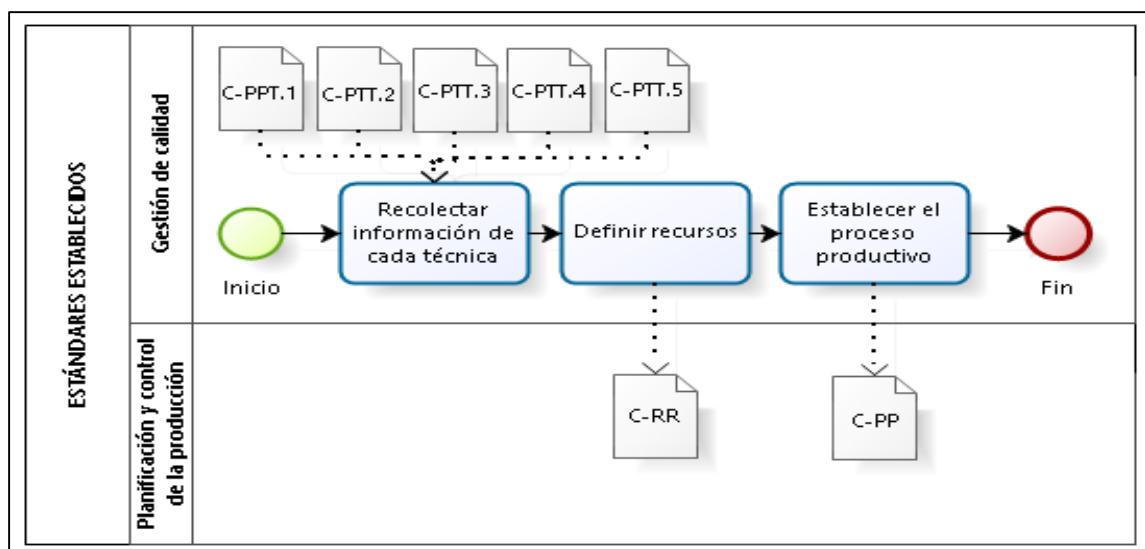 ESTÁNDARES ESTABLECIDOS
Gestión de calidad
C-PPT.1
C-PTT.2
C-PTT.3
C-PTT.4
C-PTT.5
Inicio
Recolectar
información de
cada técnica
Definir recursos
Establecer el
proceso
productivo
Fin
Planificación y control
de la producción
C-RR
C-PP